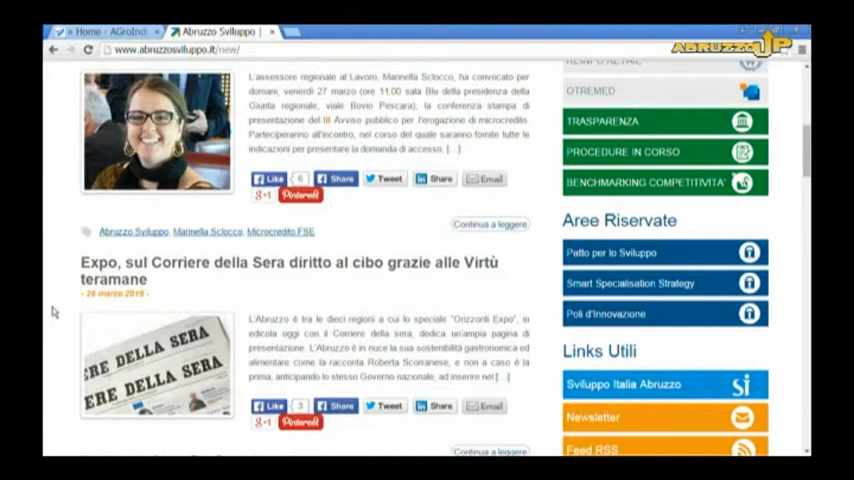 Home - AGroInd
Abruzzo Sviluppo |
www.abruzzosviluppo.it/new/
ABRUZZO UP
L'assessore regionale al Lavoro, Marinella Sclocco, ha convocato per
domani, venerdi 27 marzo (ore 11.00 sala Blu della presidenza della
Giunta regionale, viale Bovio Pescara), la conferenza stampa di
presentazione del III Avviso pubblico per l'erogazione di microcredito.
Parteciperanno all'incontro, nel corso del quale saranno fornite tutte le
indicazioni per presentare la domanda di accesso, [...]
Like 6 Share Tweet Share Email
g+1 Pinterest
Continua a leggere
Abruzzo Sviluppo, Marinella Sclocco, Microcredito FSE
Expo, sul Corriere della Sera diritto al cibo grazie alle Virtù
teramane
- 26 marzo 2015 -
L'Abruzzo è tra le dieci regioni a cui lo speciale "Orizzonti Expo", in
edicola oggi con il Corriere della sera, dedica un'ampia pagina di
presentazione. L'Abruzzo è in nuce la sua sostenibilità gastronomica ed
alimentare come la racconta Roberta Scorranese, e non a caso è la
prima, anticipando lo stesso Governo nazionale, ad inserire nel [...]
ERE DELLA SERA
ERE DELLA SERA
Like 3 Share Tweet Share Email
g+1 Pinterest
Continua a leggere
OTREMED
TRASPARENZA
PROCEDURE IN CORSO
BENCHMARKING COMPETITIVITA'
Aree Riservate
Patto per lo Sviluppo
Smart Specialisation Strategy
Poli d'Innovazione
Links Utili
Sviluppo Italia Abruzzo
si
Newsletter
Feed RSS